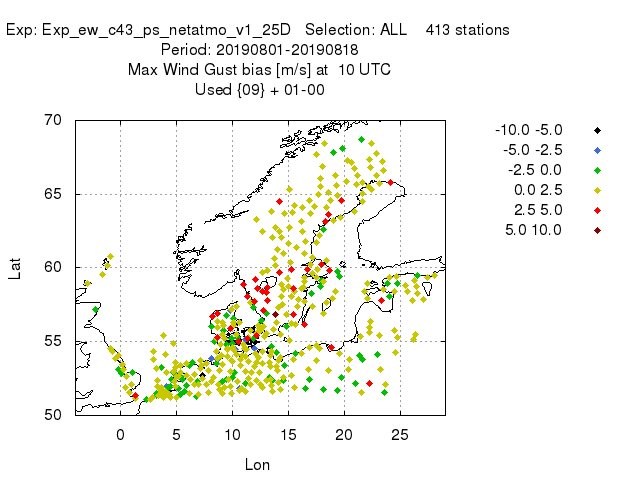 Exp: Exp_ew_c43_ps_netatmo_v1_25D Selection: ALL 413 stations
Period: 20190801-20190818
Max Wind Gust bias [m/s] at 10 UTC
Used {09} + 01-00
-10.0 -5.0
-5.0 -2.5
-2.5 0.0
0.0 2.5
2.5 5.0
5.0 10.0
70
65
60
55
50
Lat
0 5 10 15 20 25
Lon